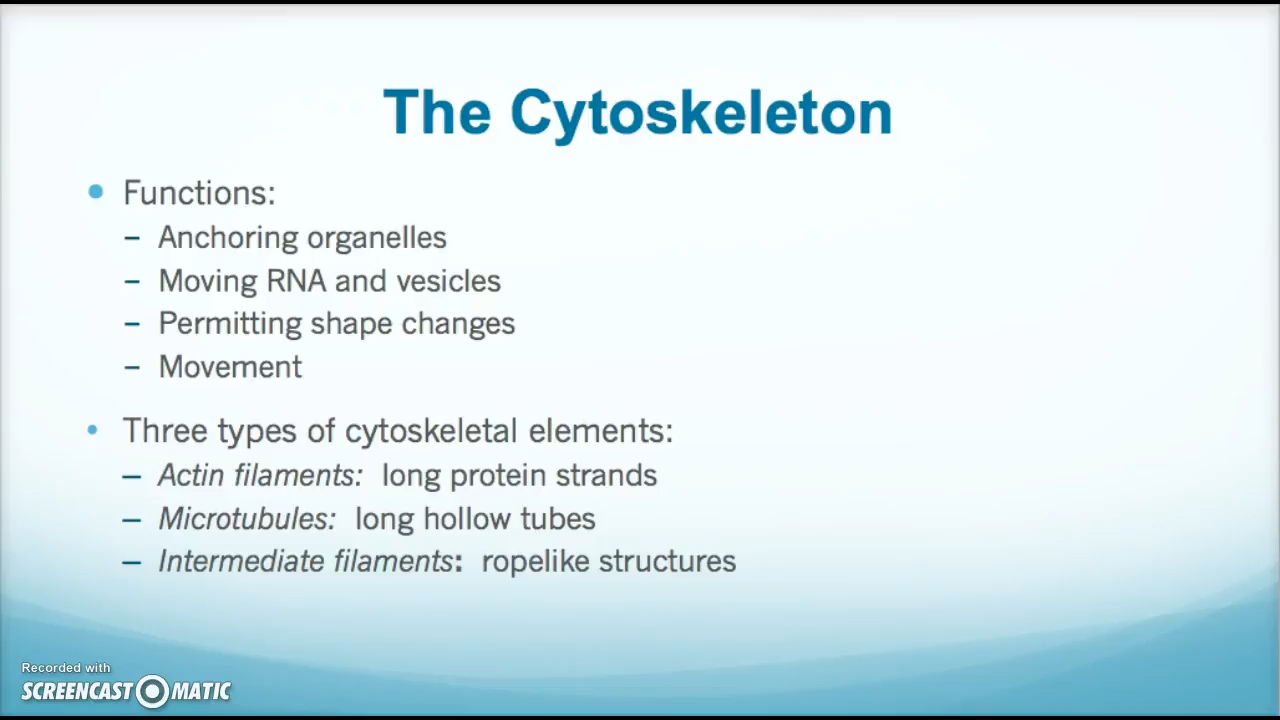 The Cytoskeleton
• Functions:
– Anchoring organelles
– Moving RNA and vesicles
– Permitting shape changes
– Movement
• Three types of cytoskeletal elements:
– Actin filaments: long protein strands
– Microtubules: long hollow tubes
– Intermediate filaments: ropelike structures
Recorded with
SCREENCAST MATIC